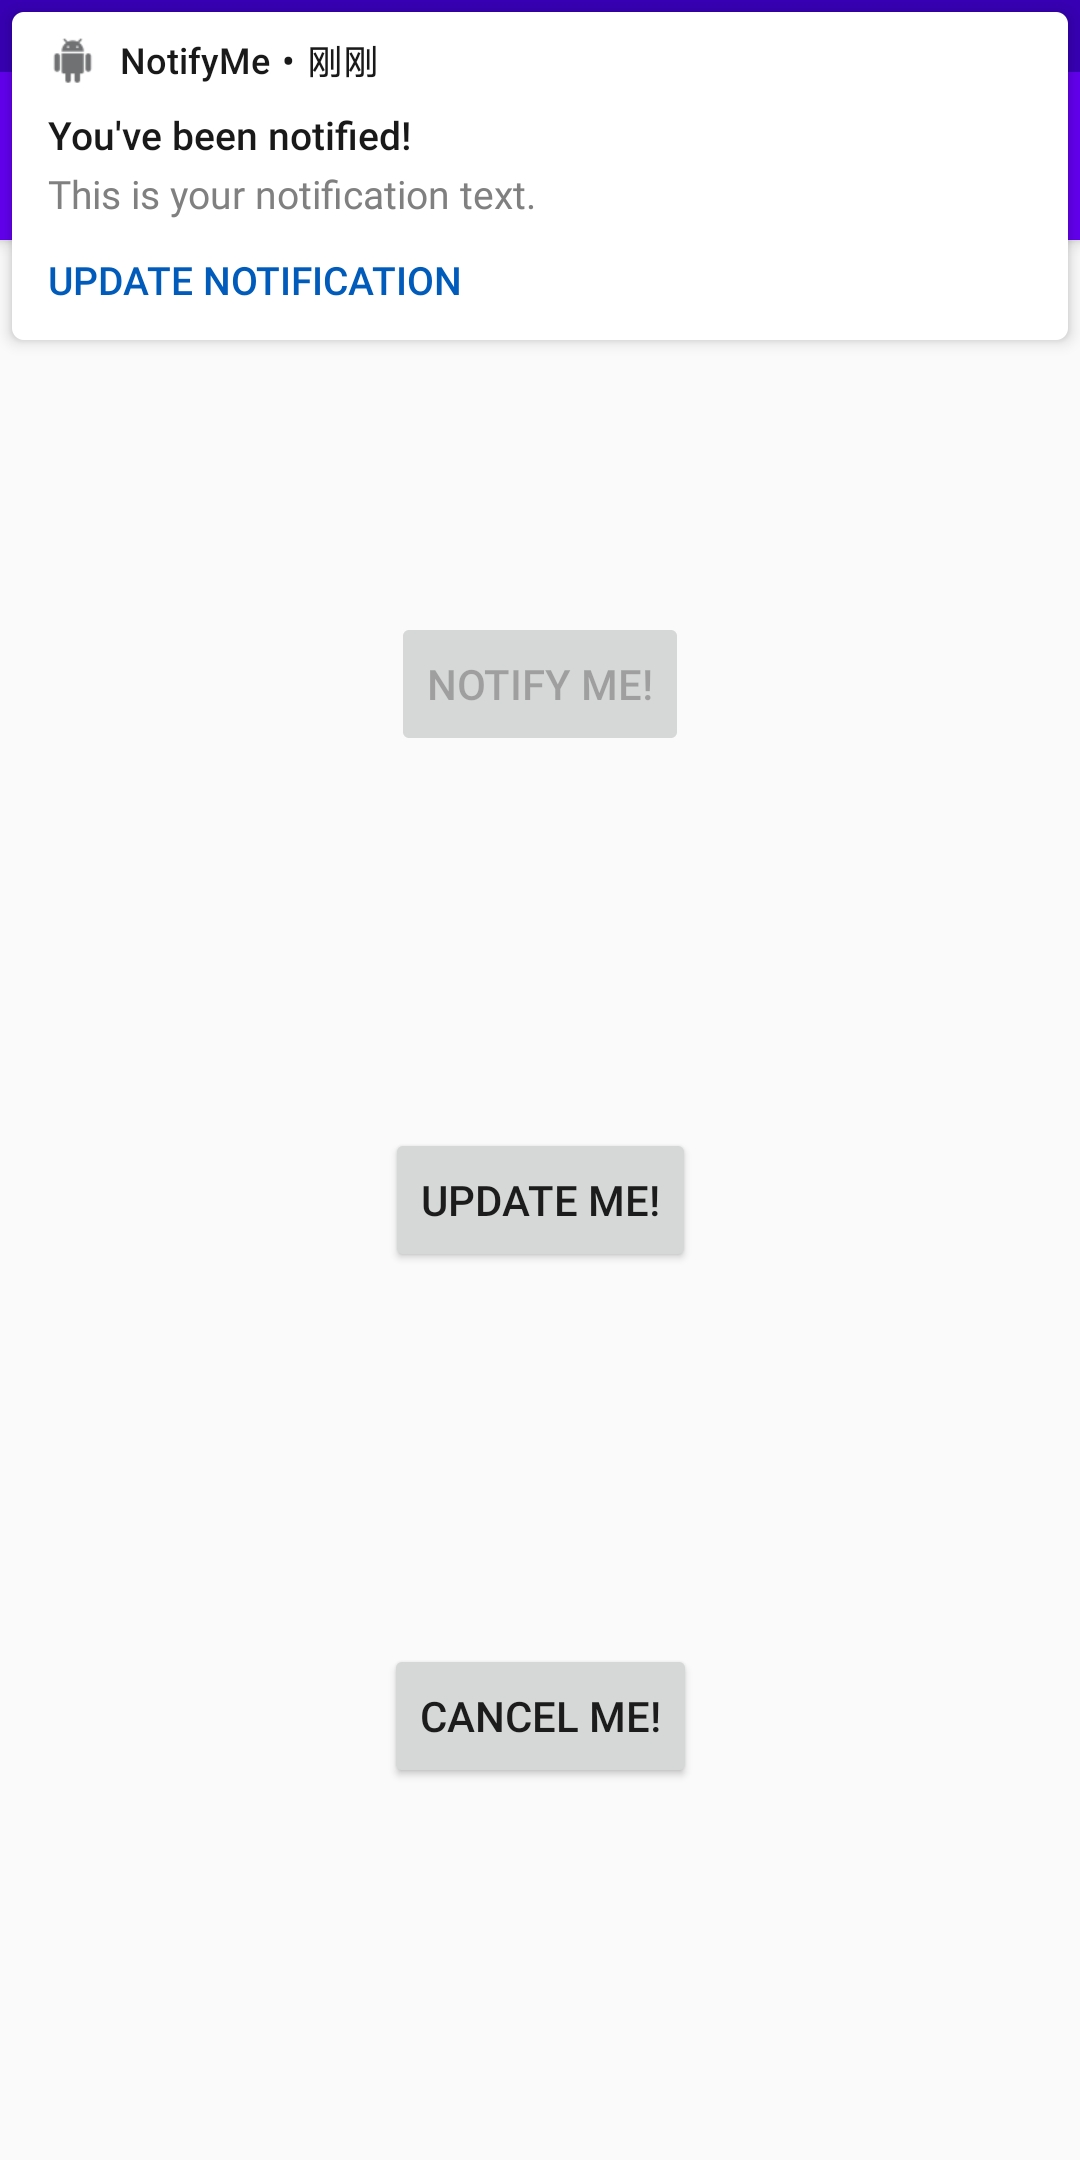 NotifyMe • 刚刚
You've been notified!
This is your notification text.
UPDATE NOTIFICATION
NOTIFY ME!
UPDATE ME!
CANCEL ME!